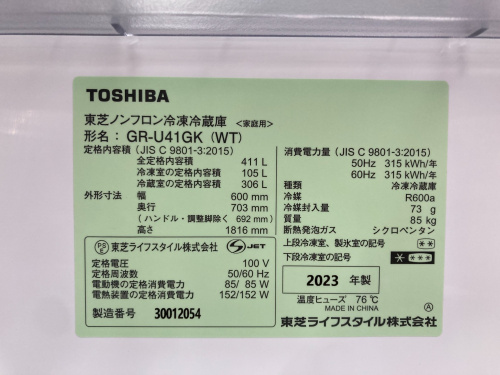 TOSHIBA
東芝ノンフロン冷凍冷蔵庫 <家庭用>
形名: GR-U41GK (WT)
定格内容積 (JIS C 9801-3:2015)
全定格内容積 411 L
冷凍室の定格内容積 105 L
冷蔵室の定格内容積 306 L
外形寸法 幅 600 mm
奥行 703 mm
(ハンドル・調整脚除く 692 mm)
高さ 1816 mm
PS E 東芝ライフスタイル株式会社 S JET
定格電圧 100 V
定格周波数 50/60 Hz
電動機の定格消費電力 85/ 85 W
電熱装置の定格消費電力 152/152 W
製造番号 30012054
消費電力量 (JIS C 9801-3:2015)
50Hz 315 kWh/年
60Hz 315 kWh/年
種類 冷凍冷蔵庫
冷媒 R600a
冷媒封入量 73 g
質量 85 kg
断熱発泡ガス シクロペンタン
上段冷凍室、製氷室の記号 **
下段冷凍室の記号 * ***
2023 年製
温度ヒューズ 76℃
MADE IN CHINA Ⓐ
東芝ライフスタイル株式会社